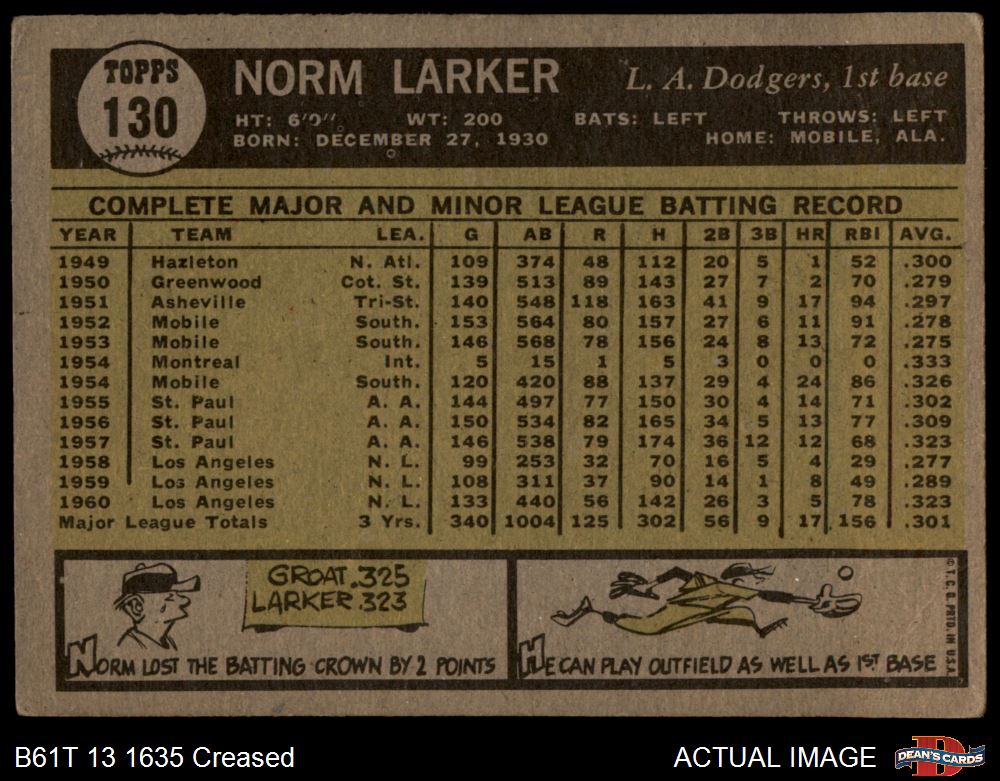 TOPPS
130
NORM LARKER
L. A. Dodgers, 1st base
HT: 6'0" WT: 200 BATS: LEFT THROWS: LEFT
BORN: DECEMBER 27, 1930 HOME: MOBILE, ALA.
COMPLETE MAJOR AND MINOR LEAGUE BATTING RECORD
YEAR TEAM LEA. G AB R H 2B 3B HR RBI AVG.
1949 Hazleton N. Atl. 109 374 48 112 20 5 1 52 .300
1950 Greenwood Cot. St. 139 513 89 143 27 7 2 70 .279
1951 Asheville Tri-St. 140 548 118 163 41 9 17 94 .297
1952 Mobile South. 153 564 80 157 27 6 11 91 .278
1953 Mobile South. 146 568 78 156 24 8 13 72 .275
1954 Montreal Int. 5 15 1 5 3 0 0 0 .333
1954 Mobile South. 120 420 88 137 29 4 24 86 .326
1955 St. Paul A. A. 144 497 77 150 30 4 14 71 .302
1956 St. Paul A. A. 150 534 82 165 34 5 13 77 .309
1957 St. Paul A. A. 146 538 79 174 36 12 12 68 .323
1958 Los Angeles N. L. 99 253 32 70 16 5 4 29 .277
1959 Los Angeles N. L. 108 311 37 90 14 1 8 49 .289
1960 Los Angeles N. L. 133 440 56 142 26 3 5 78 .323
Major League Totals 3 Yrs. 340 1004 125 302 56 9 17 156 .301
GROAT .325
LARKER .323
NORM LOST THE BATTING CROWN BY 2 POINTS
HE CAN PLAY OUTFIELD AS WELL AS 1ST BASE
© T. C. G. PRTD. IN U.S.A.
B61T 13 1635 Creased
ACTUAL IMAGE
DEAN'S CARDS